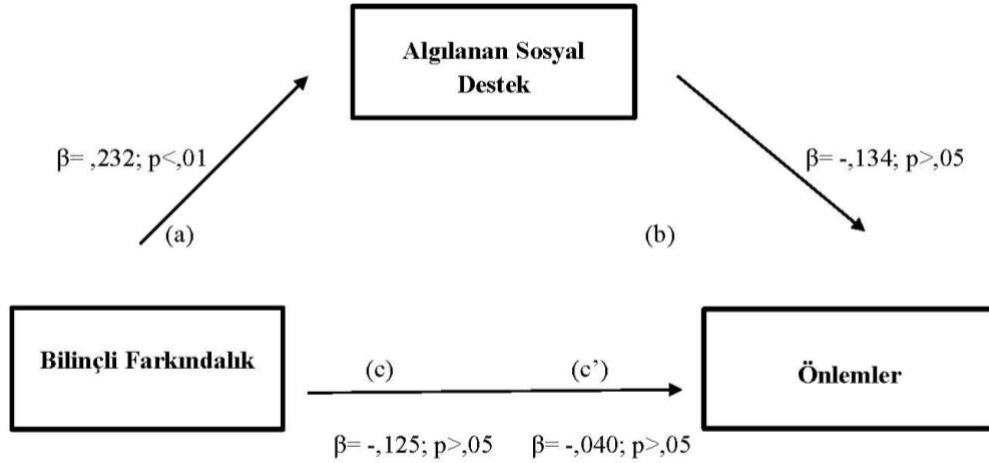 Algılanan Sosyal
Destek
β= ,232; p<,01
β= -,134; p>,05
(a)
(b)
Bilinçli Farkındalık
(c)
(c’)
Önlemler
β= -,125; p>,05
β= -,040; p>,05